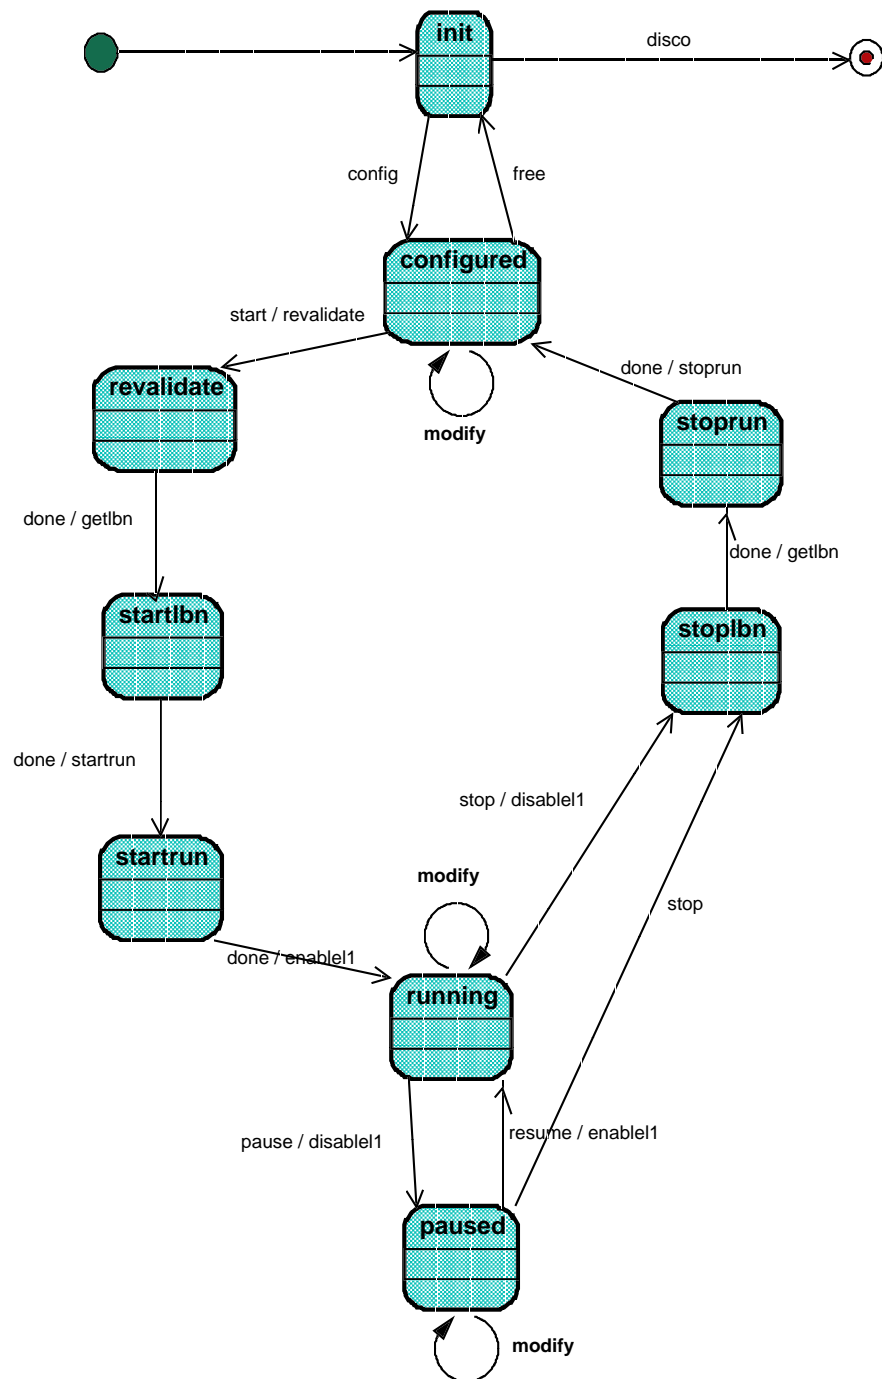 init
disco
config
free
configured
start / revalidate
done / stoprun
revalidate
modify
stoprun
done / getlbn
done / getlbn
startlbn
stoplbn
done / startrun
stop / disablel1
startrun
modify
stop
done / enablel1
running
pause / disablel1
resume / enablel1
paused
modify